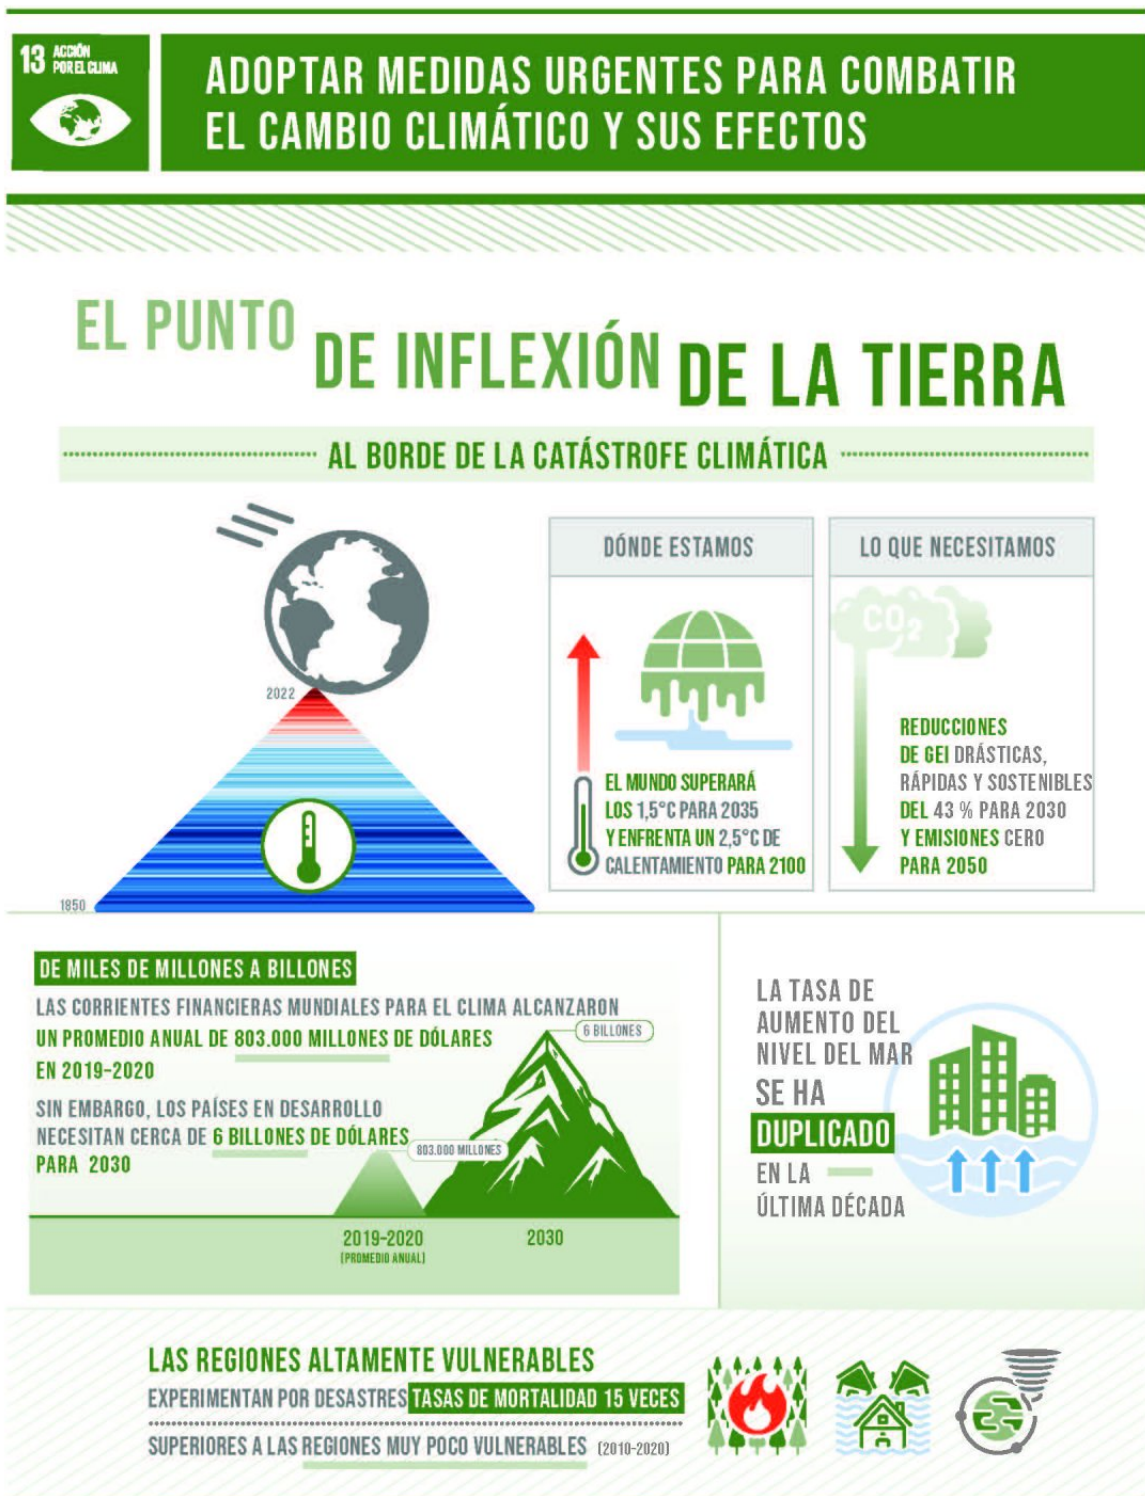 13 ACCIÓN
POR EL CLIMA
ADOPTAR MEDIDAS URGENTES PARA COMBATIR
EL CAMBIO CLIMÁTICO Y SUS EFECTOS
EL PUNTO DE INFLEXIÓN DE LA TIERRA
AL BORDE DE LA CATÁSTROFE CLIMÁTICA
2022
1850
DÓNDE ESTAMOS
EL MUNDO SUPERARÁ
LOS 1,5°C PARA 2035
Y ENFRENTA UN 2,5°C DE
CALENTAMIENTO PARA 2100
LO QUE NECESITAMOS
CO2
REDUCCIONES
DE GEI DRÁSTICAS,
RÁPIDAS Y SOSTENIBLES
DEL 43 % PARA 2030
Y EMISIONES CERO
PARA 2050
DE MILES DE MILLONES A BILLONES
LAS CORRIENTES FINANCIERAS MUNDIALES PARA EL CLIMA ALCANZARON
UN PROMEDIO ANUAL DE 803.000 MILLONES DE DÓLARES
EN 2019-2020
SIN EMBARGO, LOS PAÍSES EN DESARROLLO
NECESITAN CERCA DE 6 BILLONES DE DÓLARES
PARA 2030
6 BILLONES
803.000 MILLONES
2019-2020
(PROMEDIO ANUAL)
2030
LA TASA DE
AUMENTO DEL
NIVEL DEL MAR
SE HA
DUPLICADO
EN LA
ÚLTIMA DÉCADA
LAS REGIONES ALTAMENTE VULNERABLES
EXPERIMENTAN POR DESASTRES TASAS DE MORTALIDAD 15 VECES
SUPERIORES A LAS REGIONES MUY POCO VULNERABLES (2010-2020)